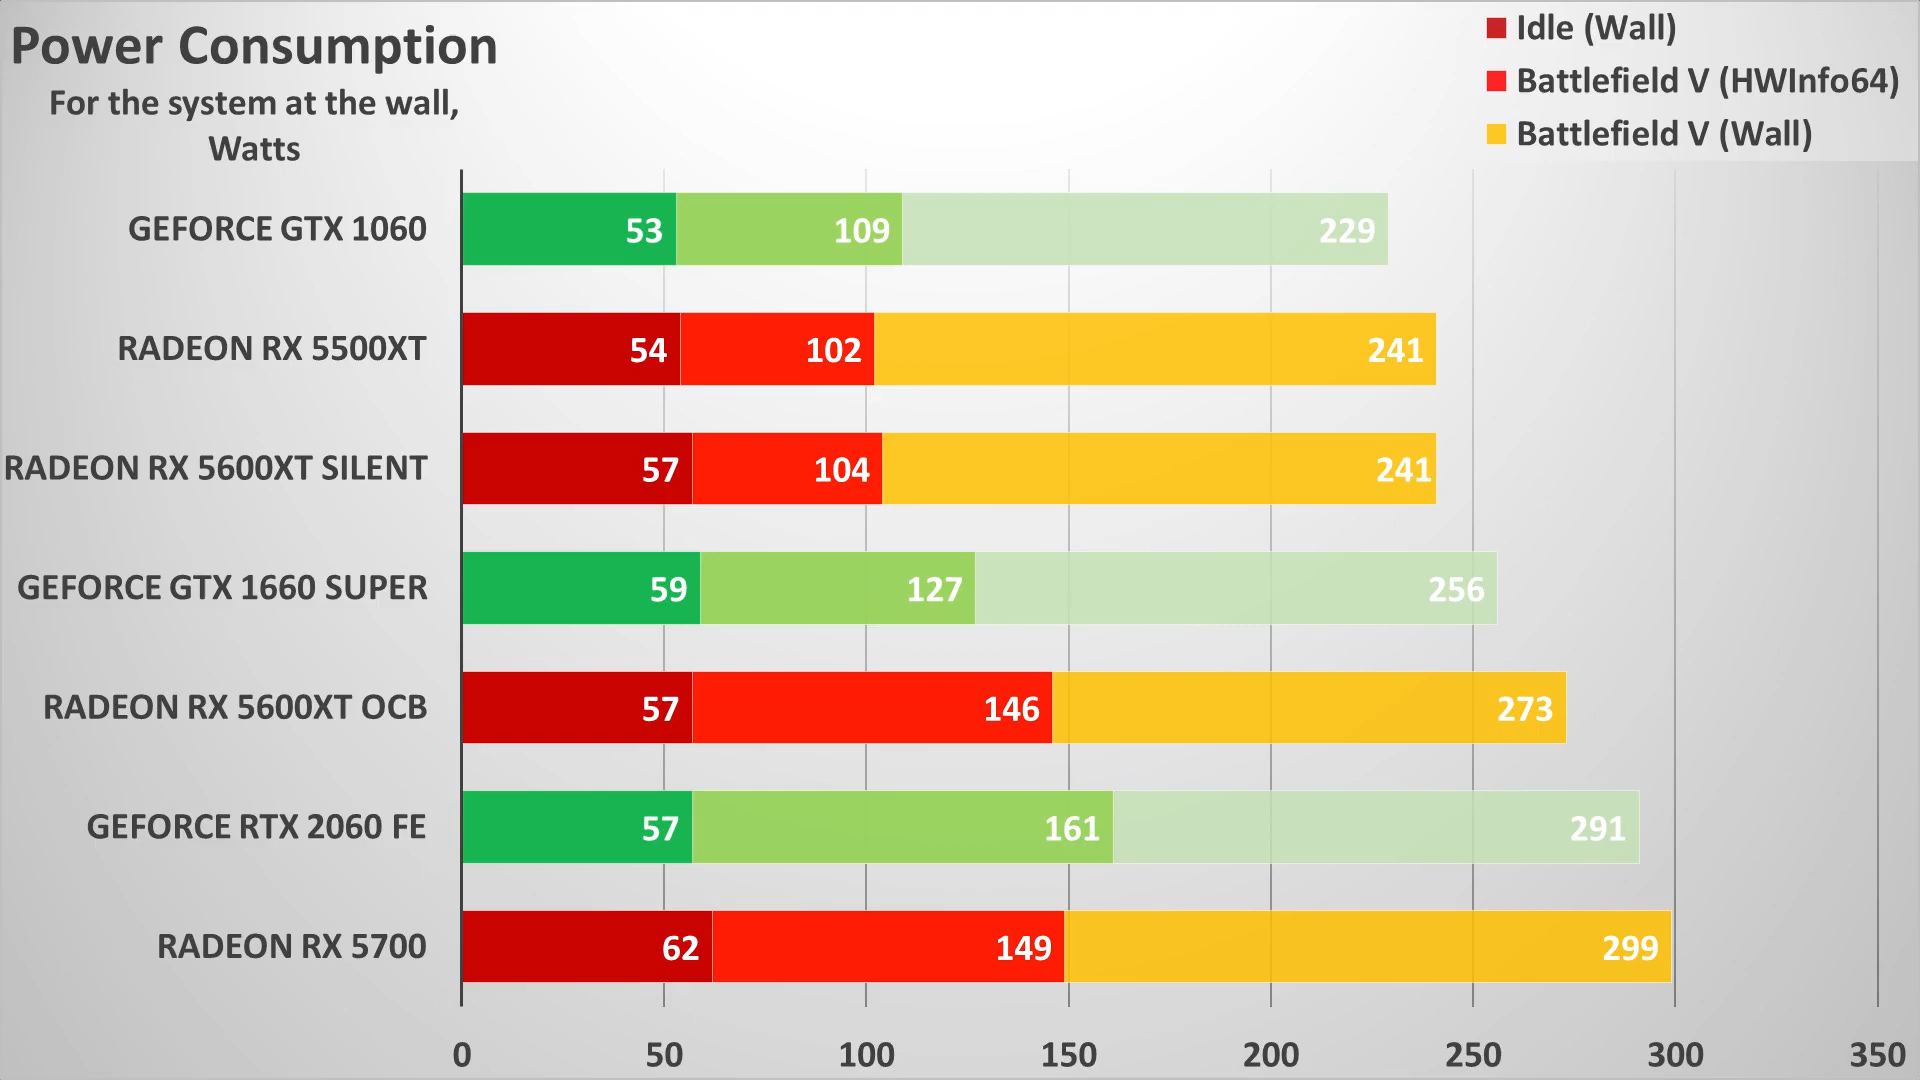 Power Consumption
For the system at the wall,
Watts
Idle (Wall)
Battlefield V (HWInfo64)
Battlefield V (Wall)
GEFORCE GTX 1060 53 109 229
RADEON RX 5500XT 54 102 241
RADEON RX 5600XT SILENT 57 104 241
GEFORCE GTX 1660 SUPER 59 127 256
RADEON RX 5600XT OCB 57 146 273
GEFORCE RTX 2060 FE 57 161 291
RADEON RX 5700 62 149 299
0 50 100 150 200 250 300 350